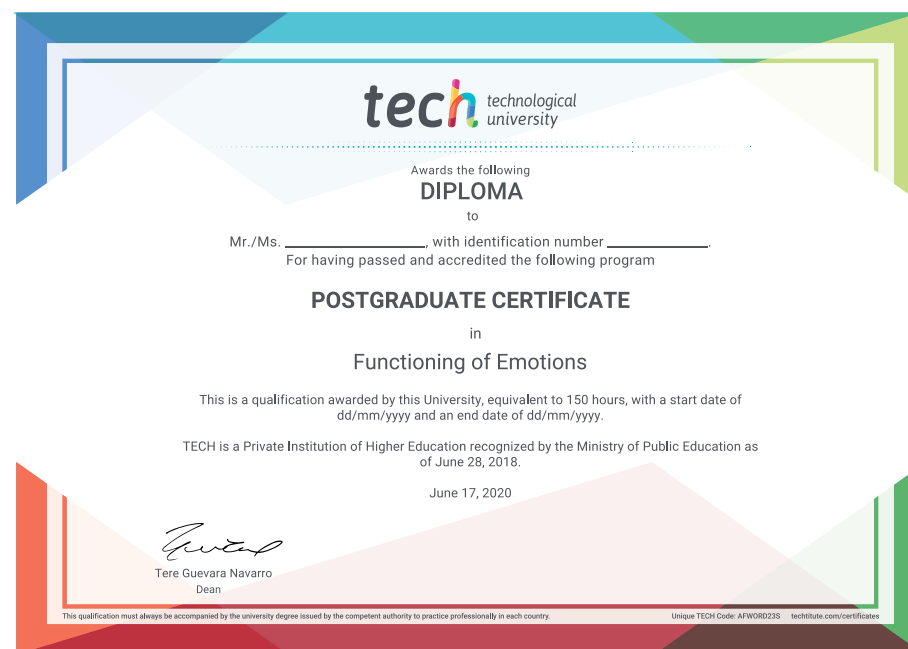 tech technological
university
Awards the following
DIPLOMA
to
Mr./Ms. ____________, with identification number ____________.
For having passed and accredited the following program
POSTGRADUATE CERTIFICATE
in
Functioning of Emotions
This is a qualification awarded by this University, equivalent to 150 hours, with a start date of
dd/mm/yyyy and an end date of dd/mm/yyyy.
TECH is a Private Institution of Higher Education recognized by the Ministry of Public Education as
of June 28, 2018.
June 17, 2020
Tere Guevara Navarro
Dean
This qualification must always be accompanied by the university degree issued by the competent authority to practice professionally in each country.
Unique TECH Code: AFWORD23S techtitute.com/certificates